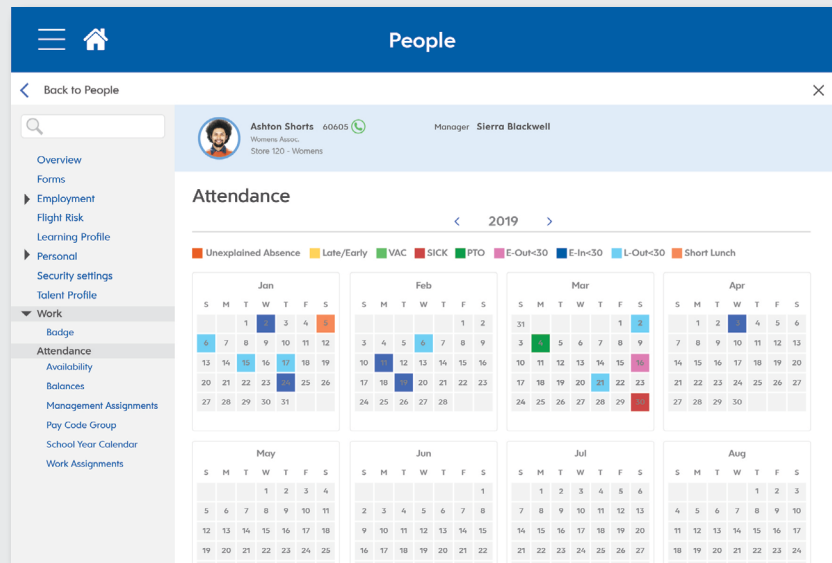 People
Back to People
Ashton Shorts 60605
Womens Assoc.
Store 120 - Womens
Manager Sierra Blackwell
Overview
Forms
Employment
Flight Risk
Learning Profile
Personal
Security settings
Talent Profile
Work
Badge
Attendance
Availability
Balances
Management Assignments
Pay Code Group
School Year Calendar
Work Assignments
Attendance
2019
Unexplained Absence Late/Early VAC SICK PTO E-Out<30 E-In<30 L-Out<30 Short Lunch
Jan
S M T W T F S
1 2 3 4 5
6 7 8 9 10 11 12
13 14 15 16 17 18 19
20 21 22 23 24 25 26
27 28 29 30 31
Feb
S M T W T F S
1 2
3 4 5 6 7 8 9
10 11 12 13 14 15 16
17 18 19 20 21 22 23
24 25 26 27 28
Mar
S M T W T F S
31 1 2
3 4 5 6 7 8 9
10 11 12 13 14 15 16
17 18 19 20 21 22 23
24 25 26 27 28 29 30
Apr
S M T W T F S
1 2 3 4 5 6
7 8 9 10 11 12 13
14 15 16 17 18 19 20
21 22 23 24 25 26 27
27 28 29 30
May
S M T W T F S
1 2 3 4
5 6 7 8 9 10 11
12 13 14 15 16 17 18
19 20 21 22 23 24 25
Jun
S M T W T F S
1
2 3 4 5 6 7 8
9 10 11 12 13 14 15
16 17 18 19 20 21 22
Jul
S M T W T F S
1 2 3 4 5 6
7 8 9 10 11 12 13
14 15 16 17 18 19 20
21 22 23 24 25 26 27
Aug
S M T W T F S
1 2 3
4 5 6 7 8 9 10
11 12 13 14 15 16 17
18 19 20 21 22 23 24